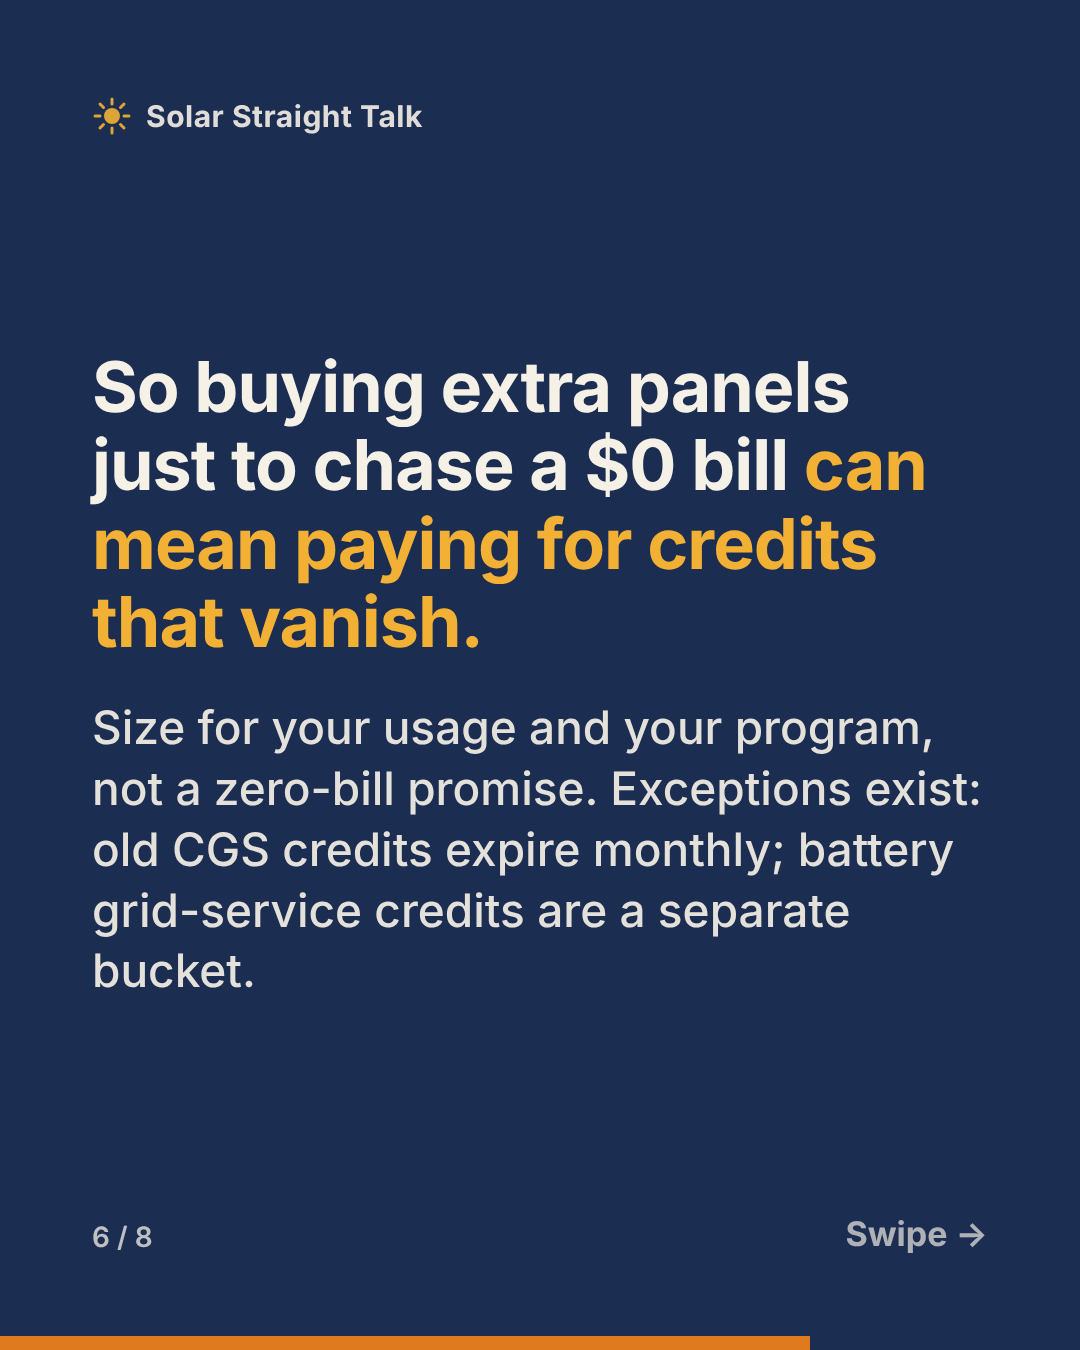 Solar Straight Talk
So buying extra panels
just to chase a $0 bill can
mean paying for credits
that vanish.
Size for your usage and your program,
not a zero-bill promise. Exceptions exist:
old CGS credits expire monthly; battery
grid-service credits are a separate
bucket.
6 / 8
Swipe →